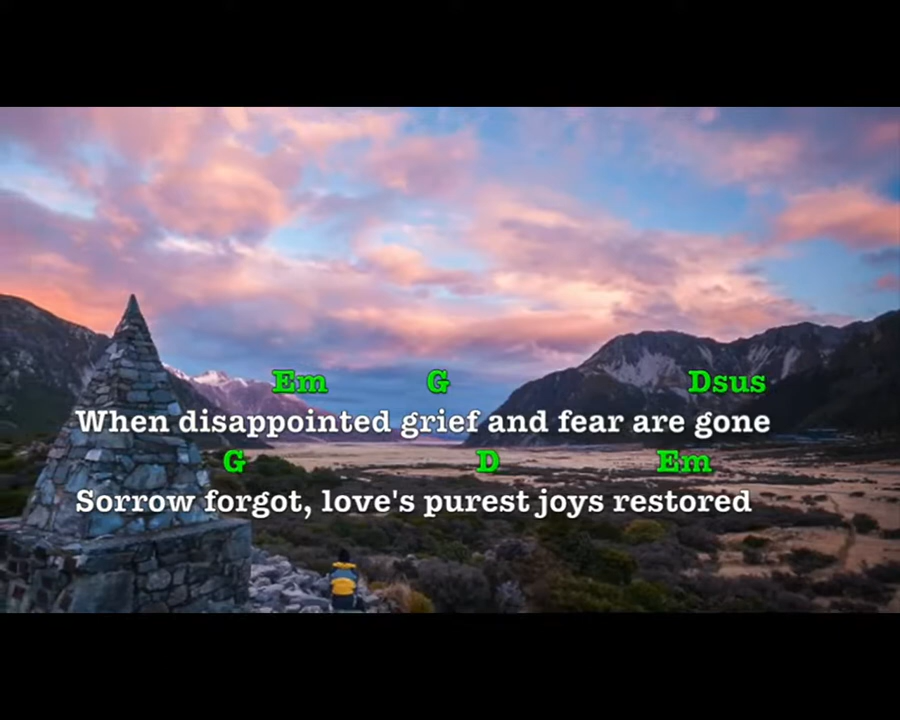 Em G Dsus
When disappointed grief and fear are gone
G D Em
Sorrow forgot, love's purest joys restored